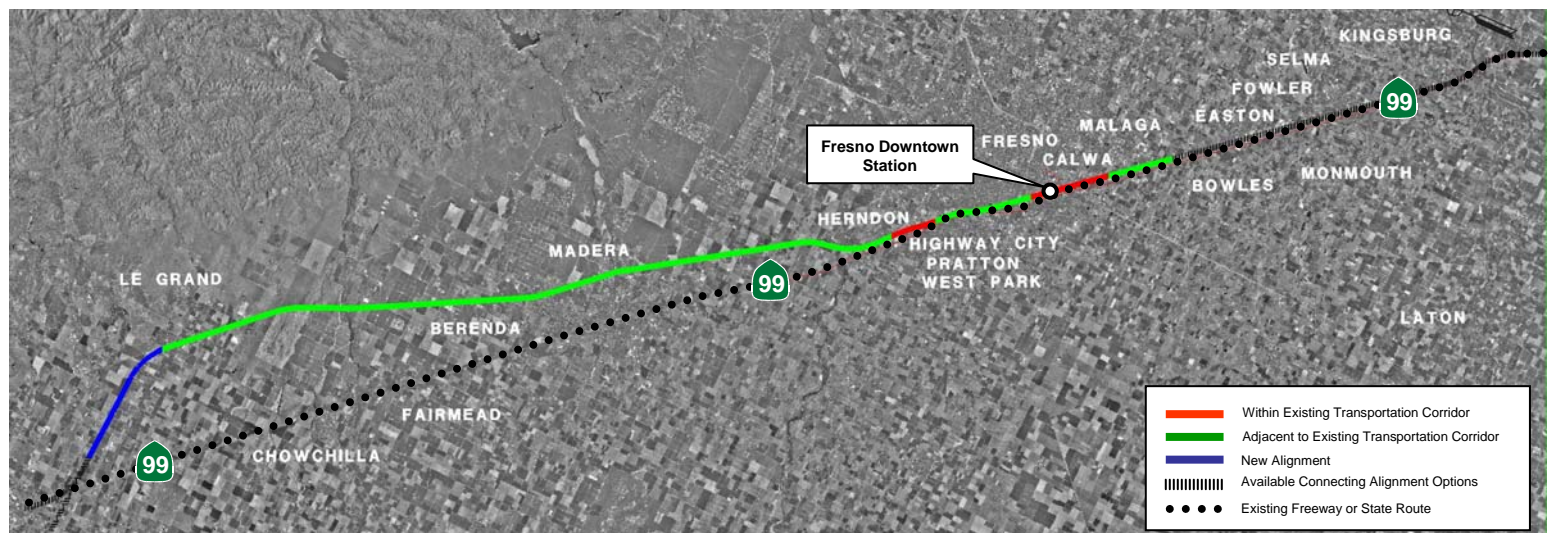 KINGSBURG
SELMA
FOWLER
99
EASTON
MALAGA
FRESNO
Fresno Downtown
Station
CALWA
MONMOUTH
BOWLES
HERNDON
HIGHWAY CITY
PRATTON
WEST PARK
MADERA
99
LE GRAND
LATON
BERENDA
FAIRMEAD
CHOWCHILLA
99
Within Existing Transportation Corridor
Adjacent to Existing Transportation Corridor
New Alignment
Available Connecting Alignment Options
Existing Freeway or State Route